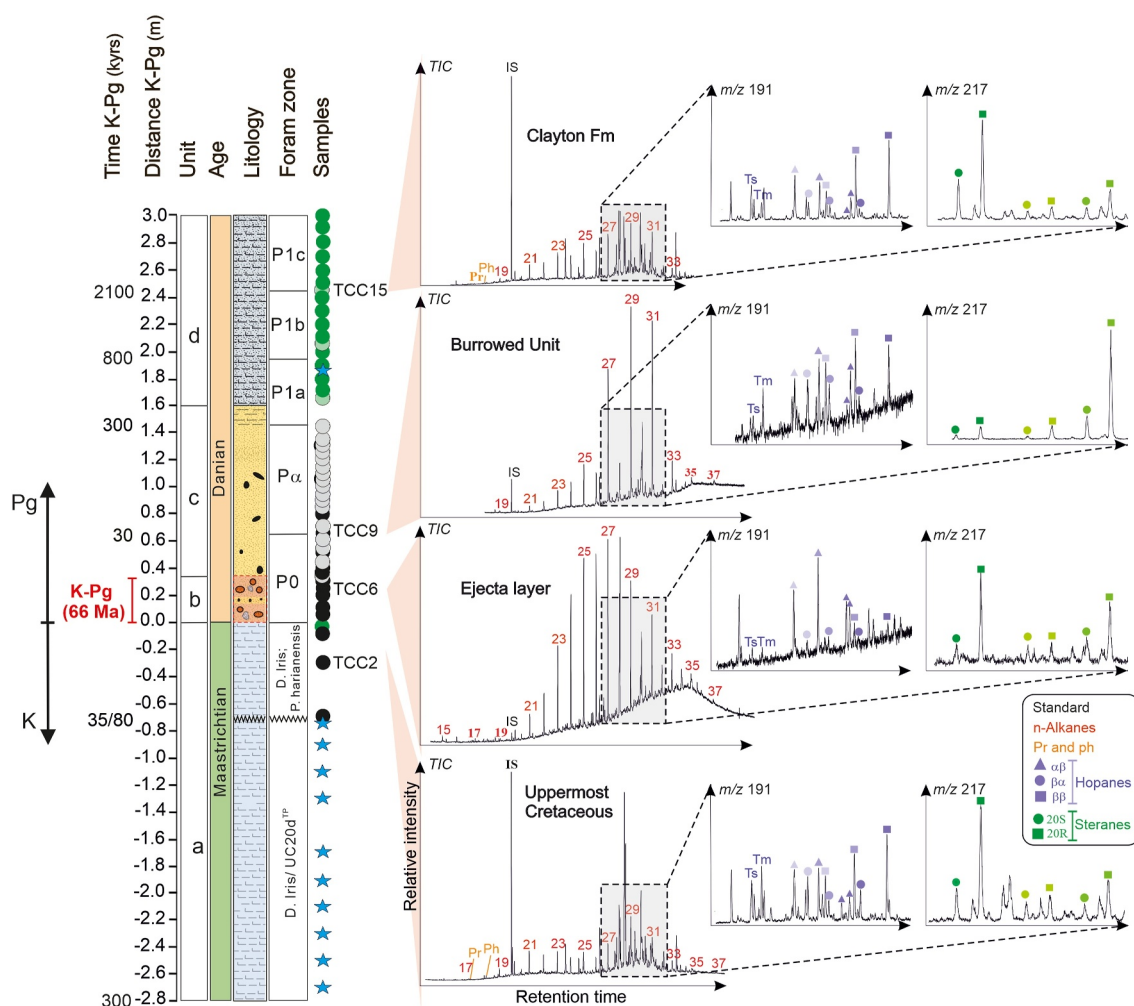 Time K-Pg (kyrs)
Distance K-Pg (m)
Unit
Age
Litology
Foram zone
Samples
3.0
2.8
2.6
2100
2.4
2.2
2.0
800
1.8
1.6
300
1.4
1.2
1.0
0.8
30
0.6
0.4
0.2
0.0
-0.2
-0.4
-0.6
35/80
-0.8
-1.0
-1.2
-1.4
-1.6
-1.8
-2.0
-2.2
-2.4
-2.6
300
-2.8
Pg
K
K-Pg
(66 Ma)
d
c
b
a
Danian
Maastrichtian
P1c
P1b
P1a
Pα
P0
D. Iris;
P. harianensis
D. Iris/ UC20dTP
TCC15
TCC9
TCC6
TCC2
TIC
IS
Clayton Fm
Pr
Ph
19
21
23
25
27
29
31
33
m/z 191
Ts
Tm
m/z 217
TIC
Burrowed Unit
IS
19
21
23
25
27
29
31
33
35
37
m/z 191
Ts
Tm
m/z 217
TIC
Ejecta layer
15
17
19
IS
21
23
25
27
29
31
33
35
37
m/z 191
Ts
Tm
m/z 217
TIC
IS
Uppermost
Cretaceous
17
Pr
Ph
19
21
23
25
27
29
31
33
35
37
m/z 191
Ts
Tm
m/z 217
Relative intensity
Retention time
Standard
n-Alkanes
Pr and ph
αβ
βα Hopanes
ββ
20S
20R Steranes